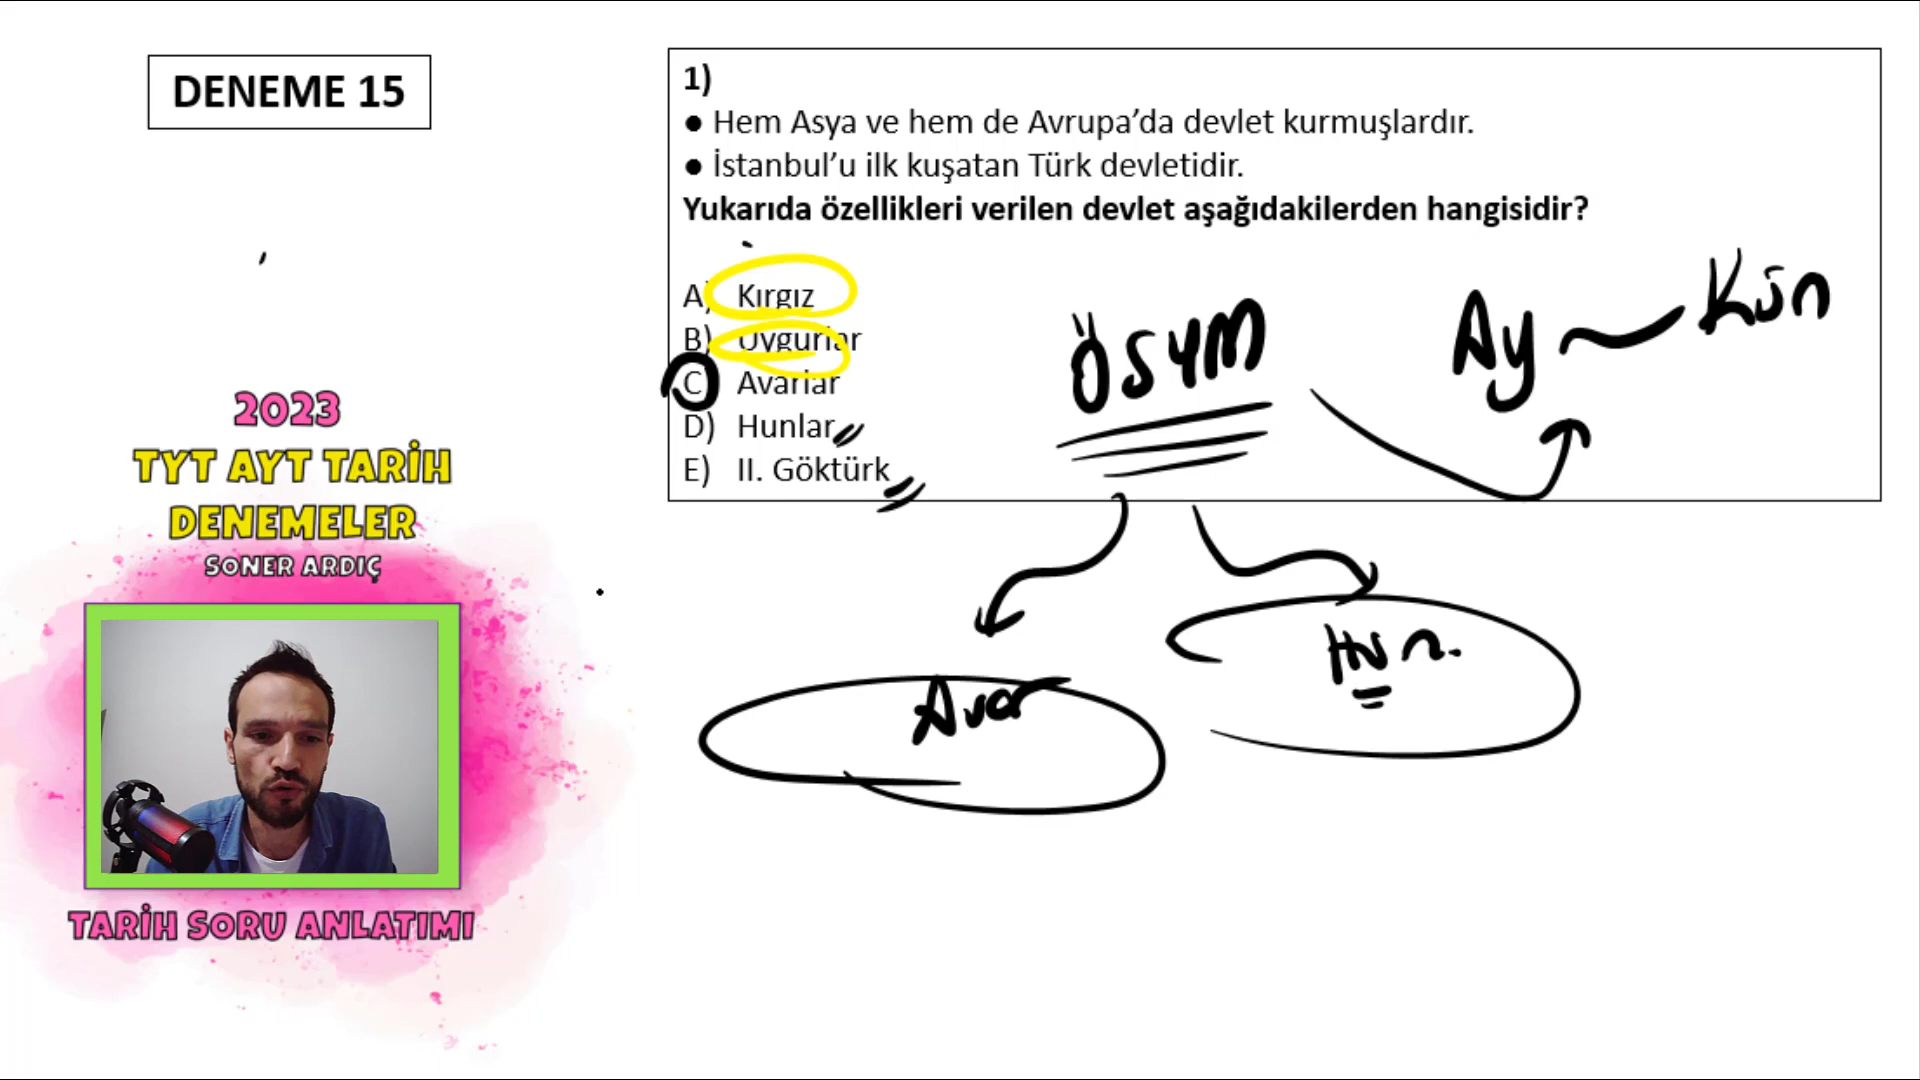 DENEME 15
1)
● Hem Asya ve hem de Avrupa’da devlet kurmuşlardır.
● İstanbul’u ilk kuşatan Türk devletidir.
Yukarıda özellikleri verilen devlet aşağıdakilerden hangisidir?
A) Kırgız
B) Uygurlar
C) Avarlar
D) Hunlar
E) II. Göktürk
ÖSYM
Ay Kün
Avar
Hun.
2023
TYT AYT TARİH
DENEMELER
SONER ARDIÇ
TARİH SORU ANLATIMI